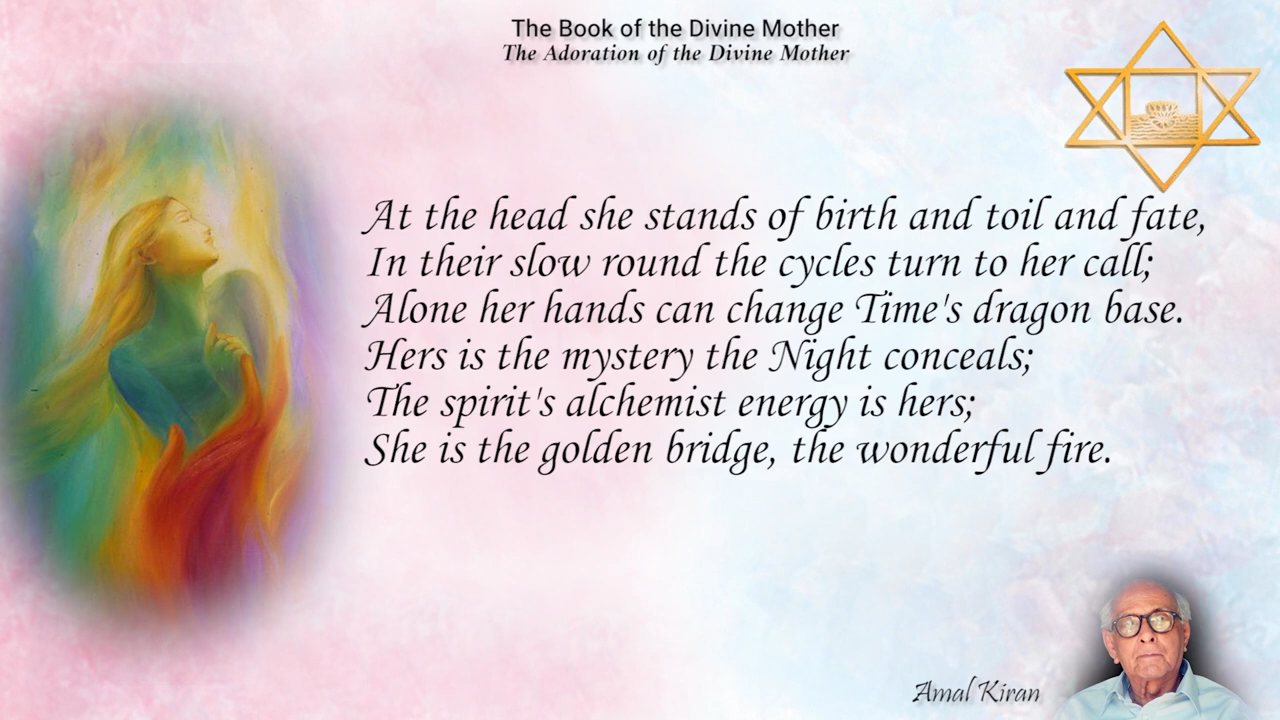 The Book of the Divine Mother
The Adoration of the Divine Mother
At the head she stands of birth and toil and fate,
In their slow round the cycles turn to her call;
Alone her hands can change Time's dragon base.
Hers is the mystery the Night conceals;
The spirit's alchemist energy is hers;
She is the golden bridge, the wonderful fire.
Amal Kiran